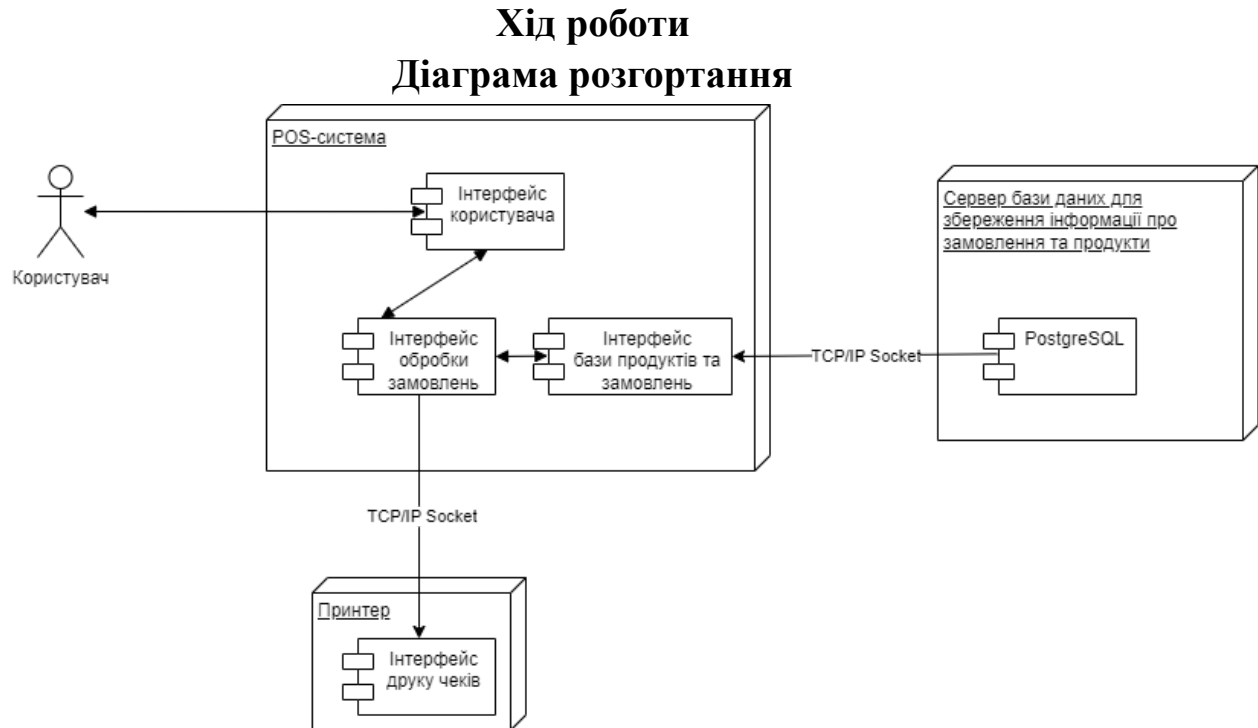 Хід роботи
Діаграма розгортання
POS-система
Інтерфейс
користувача
Користувач
Сервер бази даних для
збереження інформації про
замовлення та продукти
Інтерфейс
обробки
замовлень
Інтерфейс
бази продуктів та
замовлень
TCP/IP Socket
PostgreSQL
TCP/IP Socket
Принтер
Інтерфейс
друку чеків